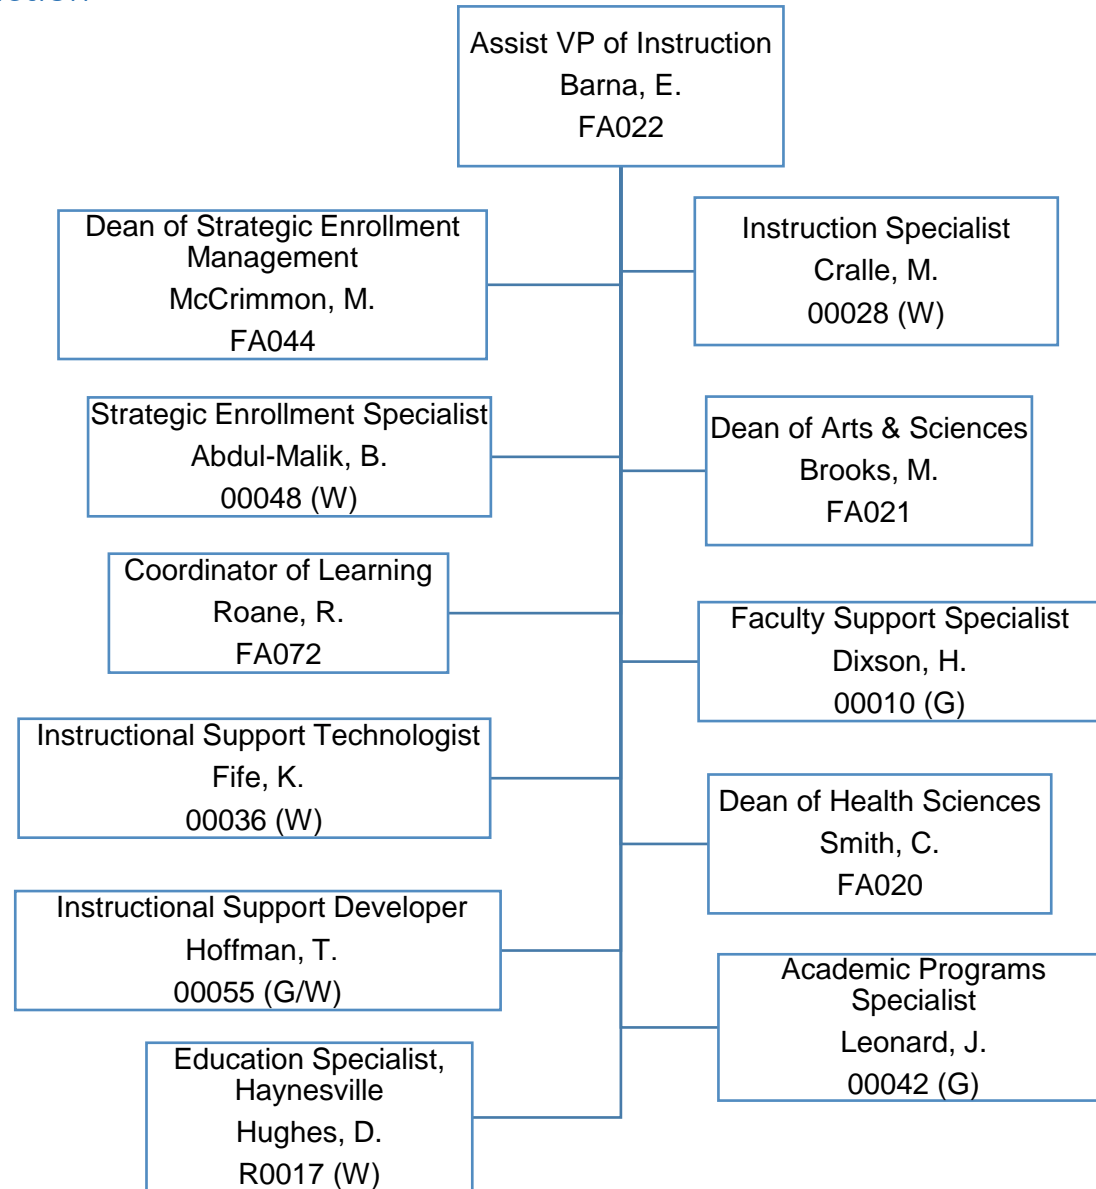 Assist VP of Instruction
Barna, E.
FA022
Dean of Strategic Enrollment
Management
McCrimmon, M.
FA044
Instruction Specialist
Cralle, M.
00028 (W)
Strategic Enrollment Specialist
Abdul-Malik, B.
00048 (W)
Dean of Arts & Sciences
Brooks, M.
FA021
Coordinator of Learning
Roane, R.
FA072
Faculty Support Specialist
Dixson, H.
00010 (G)
Instructional Support Technologist
Fife, K.
00036 (W)
Dean of Health Sciences
Smith, C.
FA020
Instructional Support Developer
Hoffman, T.
00055 (G/W)
Academic Programs
Specialist
Leonard, J.
00042 (G)
Education Specialist,
Haynesville
Hughes, D.
R0017 (W)